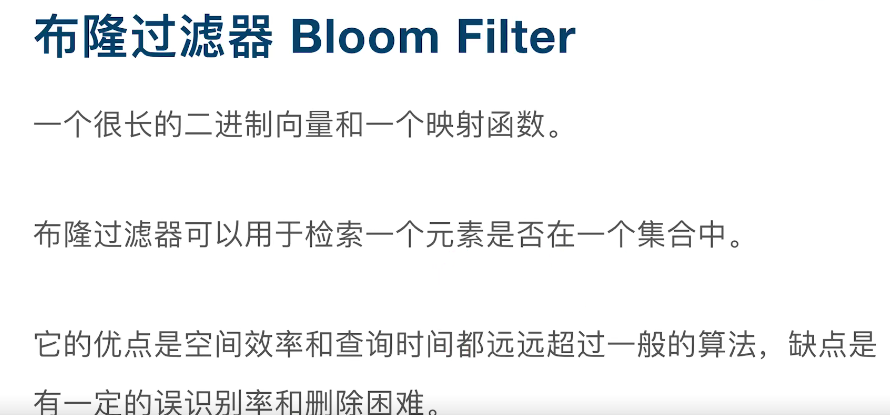 布隆过滤器 Bloom Filter
一个很长的二进制向量和一个映射函数。
布隆过滤器可以用于检索一个元素是否在一个集合中。
它的优点是空间效率和查询时间都远远超过一般的算法，缺点是
有一定的误识别率和删除困难。